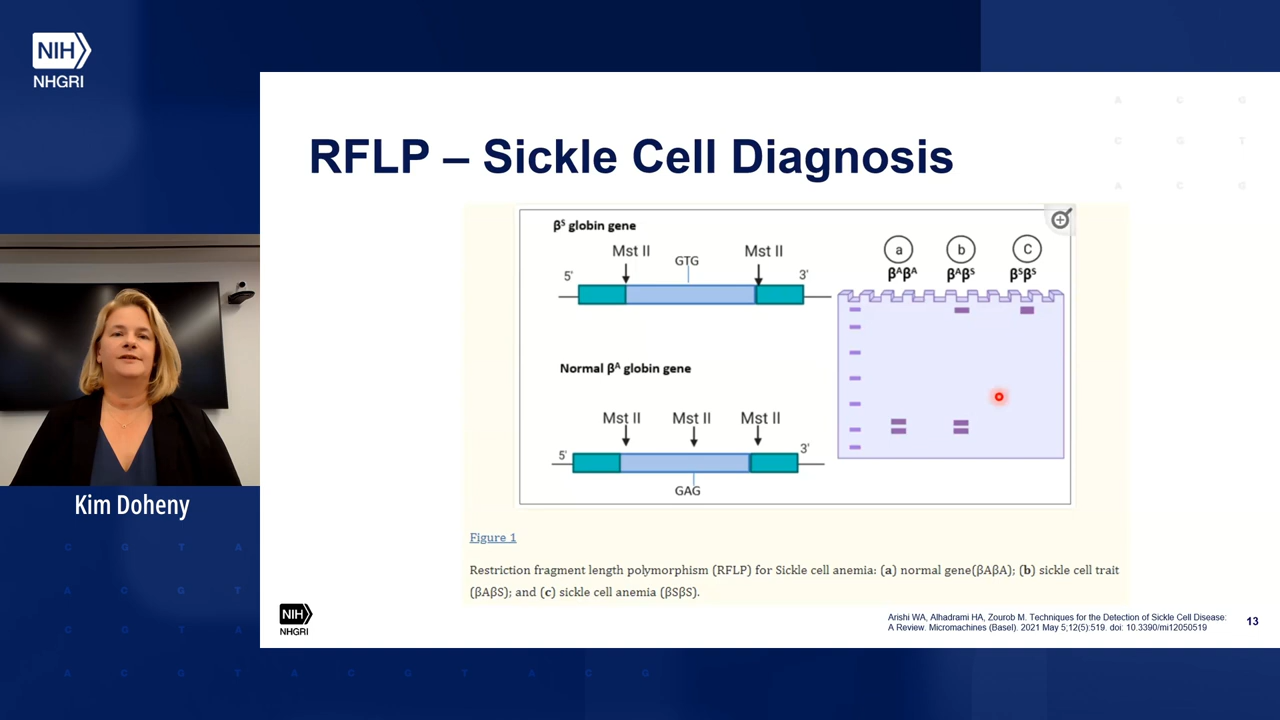 NIH
NHGRI
RFLP – Sickle Cell Diagnosis
βˢ globin gene
Mst II
GTG
Mst II
5'
3'
Normal βᴬ globin gene
Mst II
Mst II
Mst II
5'
3'
GAG
a
b
C
βᴬβᴬ
βᴬβˢ
βˢβˢ
Figure 1
Restriction fragment length polymorphism (RFLP) for Sickle cell anemia: (a) normal gene(βAβA); (b) sickle cell trait
(βAβS); and (c) sickle cell anemia (βSβS).
NIH
NHGRI
Arishi WA, Alhadrami HA, Zourob M. Techniques for the Detection of Sickle Cell Disease:
A Review. Micromachines (Basel). 2021 May 5;12(5):519. doi: 10.3390/mi12050519
13
Kim Doheny
A C G
C G T
A C G
C G T A
A C G T
C G T A
A C G T A C G T A C G